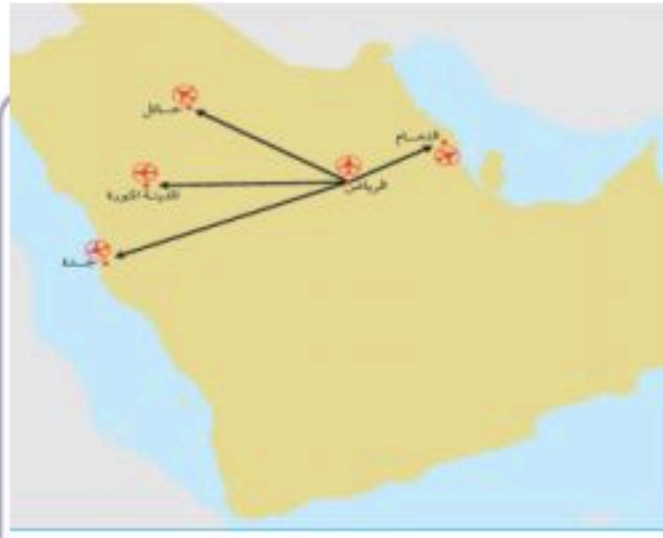 حائل
الدمام
الرياض
المدينة المنورة
جدة